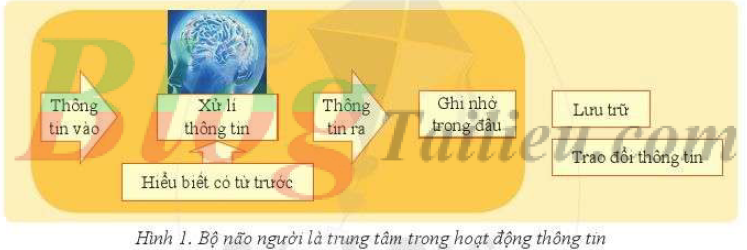 Thông
tin vào
Xử lí
thông tin
Thông
tin ra
Ghi nhớ
trong đầu
Lưu trữ
Trao đổi thông tin
Hiểu biết có từ trước
BlogTailieu.com
Hình 1. Bộ não người là trung tâm trong hoạt động thông tin